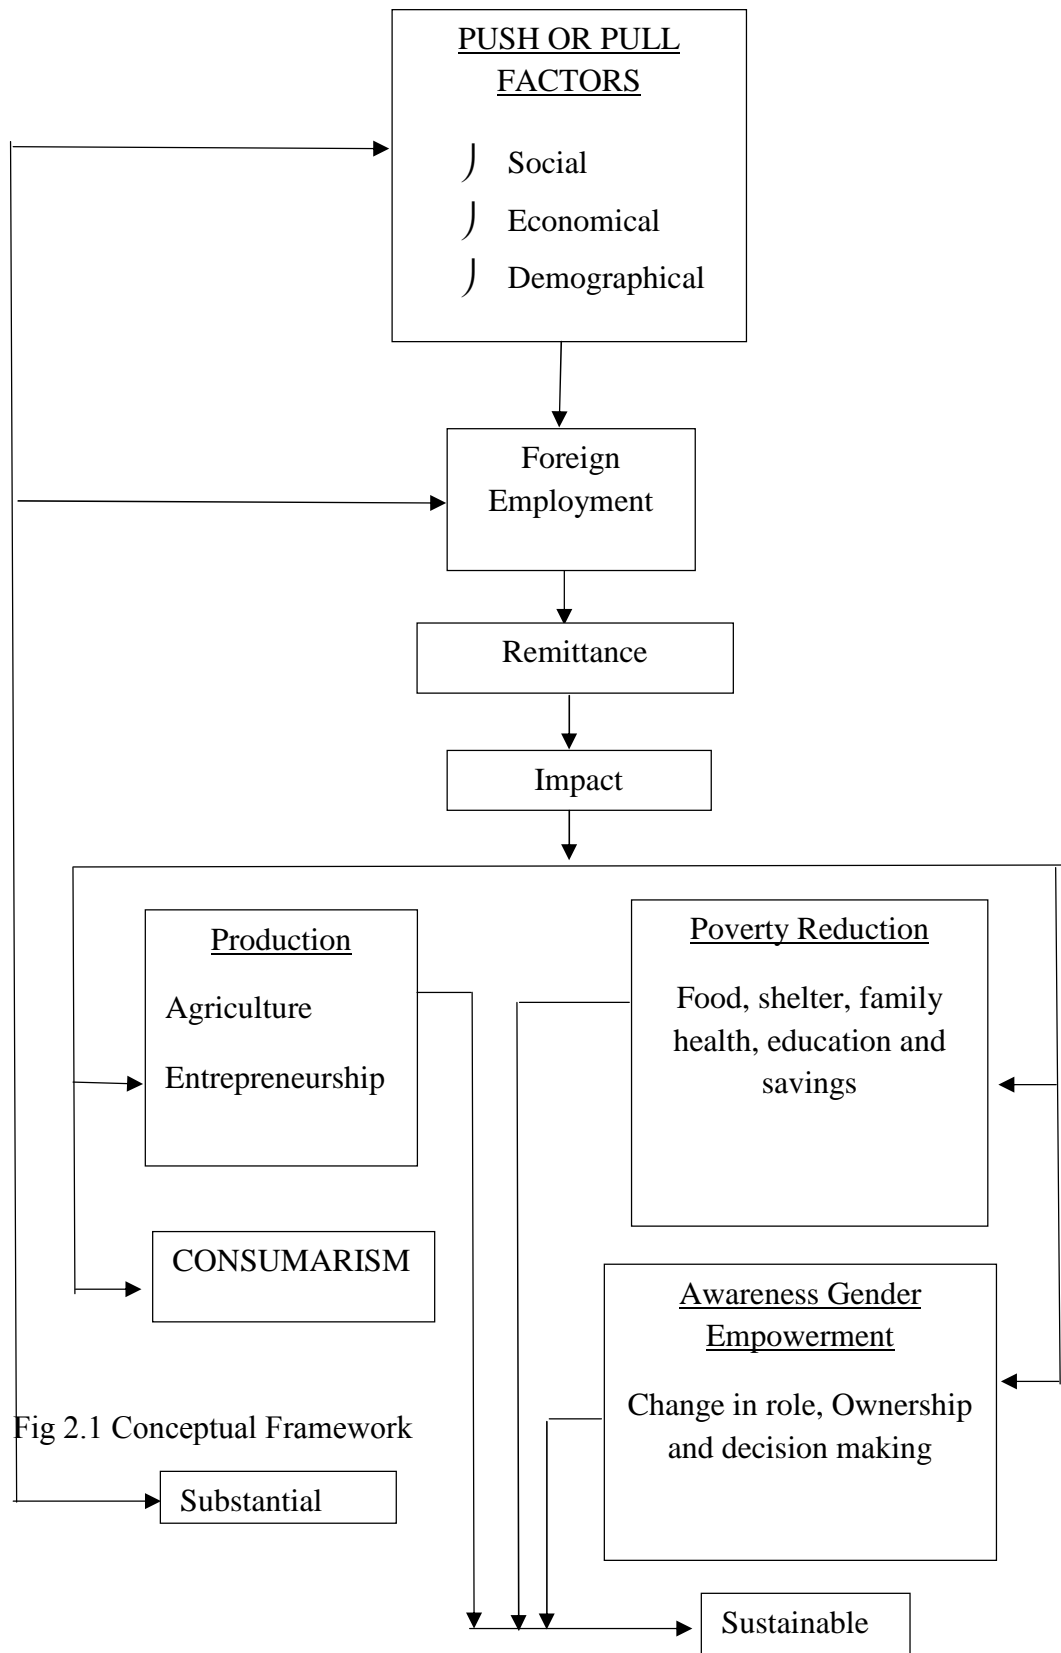 PUSH OR PULL
FACTORS
Social
Economical
Demographical
Foreign
Employment
Remittance
Impact
Production
Agriculture
Entrepreneurship
Poverty Reduction
Food, shelter, family
health, education and
savings
CONSUMARISM
Awareness Gender
Empowerment
Change in role, Ownership
and decision making
Fig 2.1 Conceptual Framework
Substantial
Sustainable